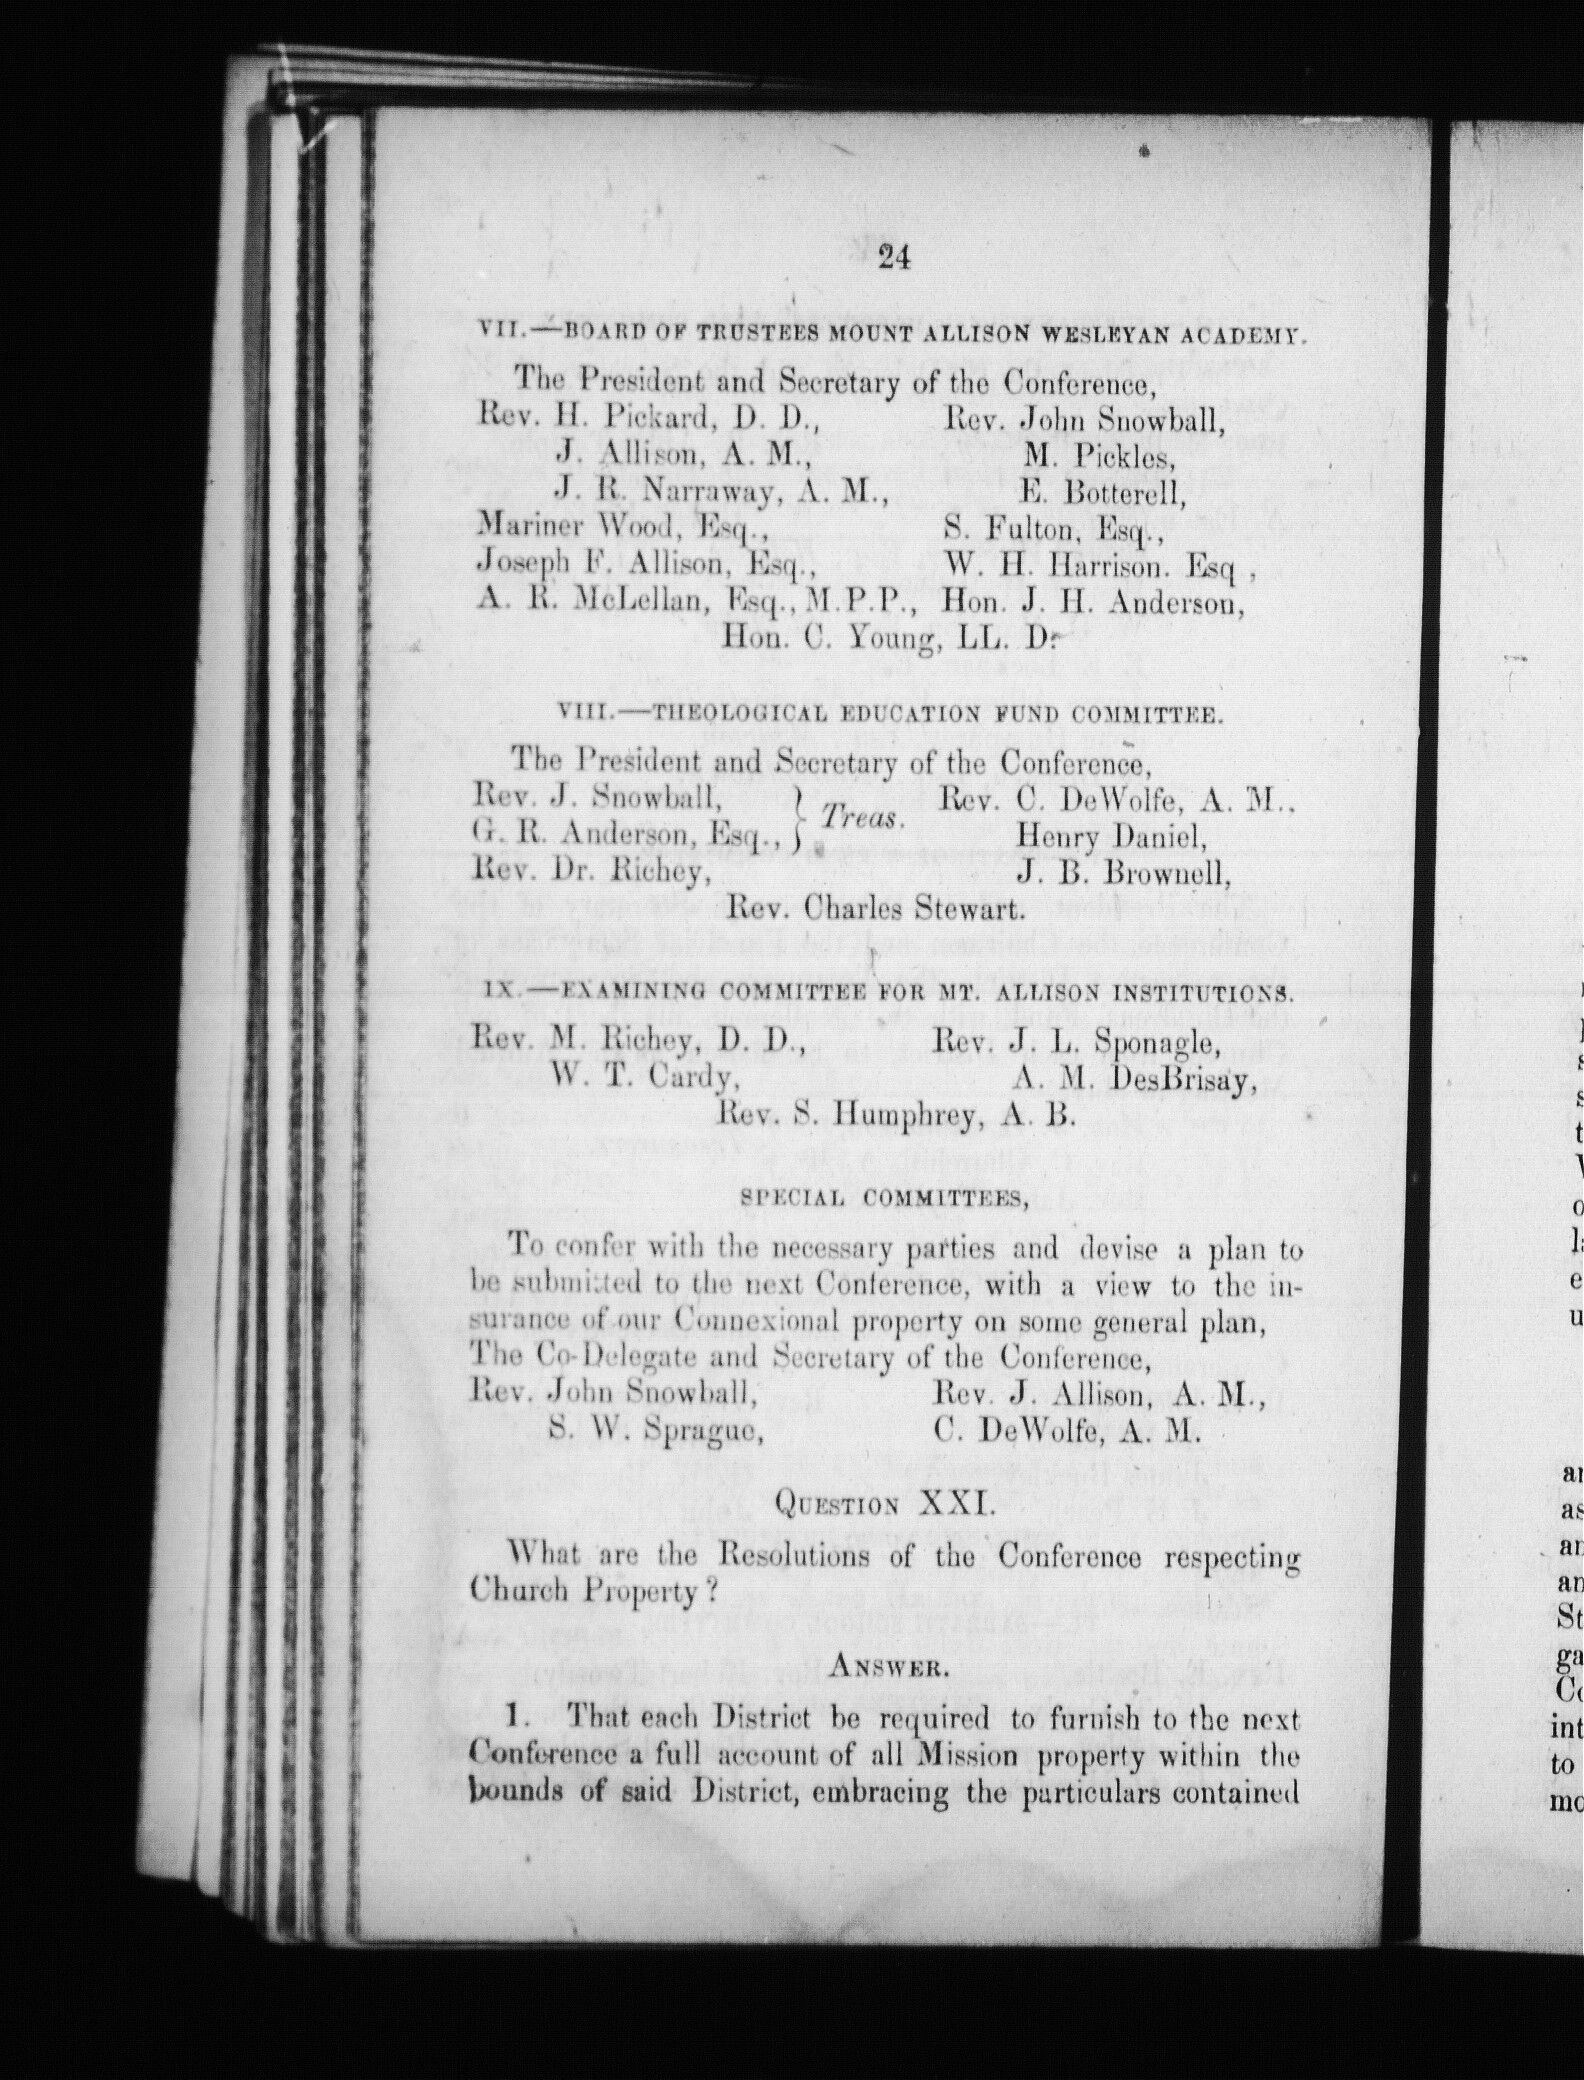 24
VII.—BOARD OF TRUSTEES MOUNT ALLISON WESLEYAN ACADEMY.
The President and Secretary of the Conference,
Rev. H. Pickard, D. D., Rev. John Snowball,
J. Allison, A. M., M. Pickles,
J. R. Narraway, A. M., E. Botterell,
Mariner Wood, Esq., S. Fulton, Esq.,
Joseph F. Allison, Esq., W. H. Harrison. Esq ,
A. R. McLellan, Esq., M.P.P., Hon. J. H. Anderson,
Hon. C. Young, LL. D.
VIII.—THEOLOGICAL EDUCATION FUND COMMITTEE.
The President and Secretary of the Conference,
Rev. J. Snowball, } Treas. Rev. C. DeWolfe, A. M.,
G. R. Anderson, Esq., Henry Daniel,
Rev. Dr. Richey, J. B. Brownell,
Rev. Charles Stewart.
IX.—EXAMINING COMMITTEE FOR MT. ALLISON INSTITUTIONS.
Rev. M. Richey, D. D., Rev. J. L. Sponagle,
W. T. Cardy, A. M. DesBrisay,
Rev. S. Humphrey, A. B.
SPECIAL COMMITTEES,
To confer with the necessary parties and devise a plan to
be submitted to the next Conference, with a view to the in-
surance of our Connexional property on some general plan,
The Co-Delegate and Secretary of the Conference,
Rev. John Snowball, Rev. J. Allison, A. M.,
S. W. Sprague, C. DeWolfe, A. M.
QUESTION XXI.
What are the Resolutions of the Conference respecting
Church Property ?
ANSWER.
1. That each District be required to furnish to the next
Conference a full account of all Mission property within the
bounds of said District, embracing the particulars contained